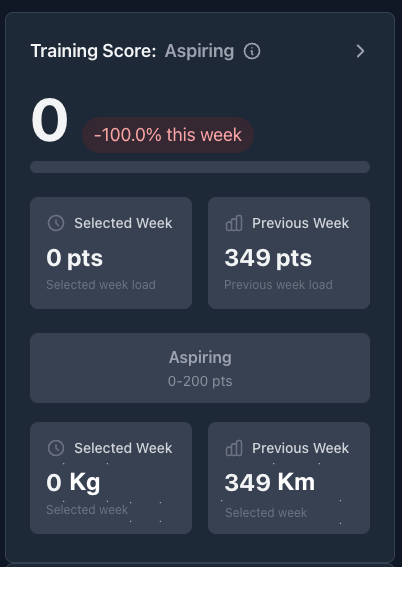 Training Score: Aspiring
0 -100.0% this week
Selected Week
0 pts
Selected week load
Previous Week
349 pts
Previous week load
Aspiring
0-200 pts
Selected Week
0 Kg
Selected week
Previous Week
349 Km
Selected week